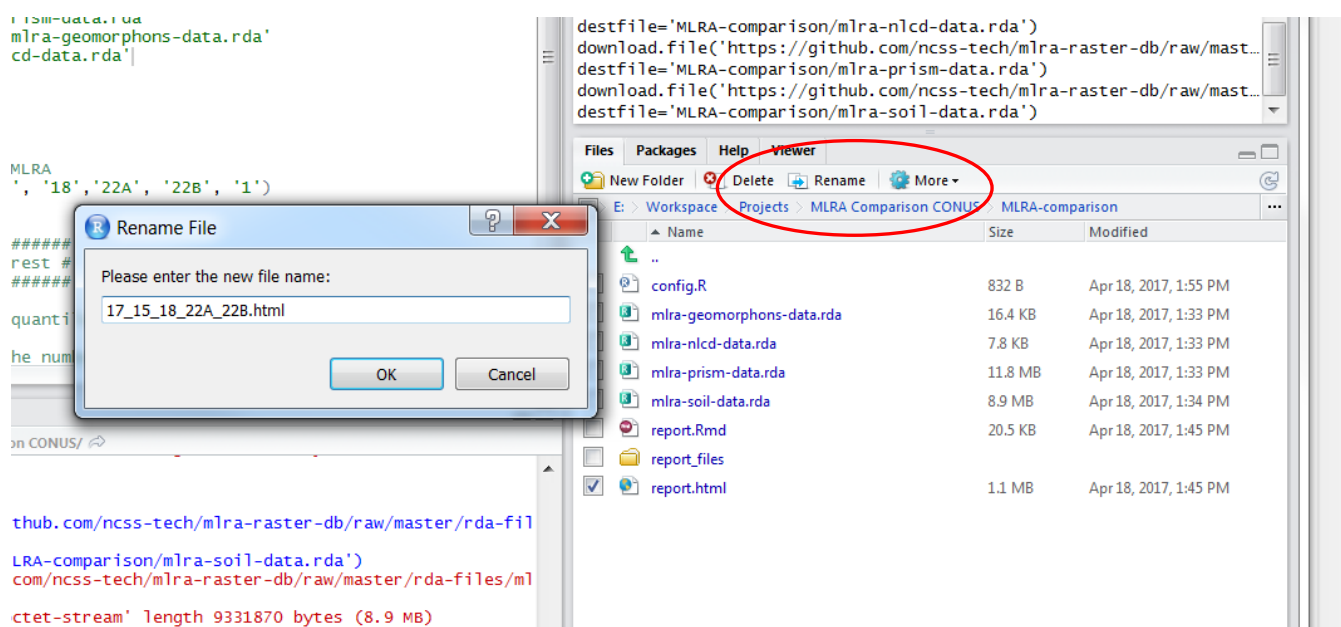 rism-data.rda
mlra-geomorphons-data.rda'
cd-data.rda'
MLRA
', '18','22A', '22B', '1')
######
rest #
######
quanti
he num
Rename File
Please enter the new file name:
17_15_18_22A_22B.html
OK Cancel
on CONUS/
thub.com/ncss-tech/mlra-raster-db/raw/master/rda-fil
LRA-comparison/mlra-soil-data.rda')
com/ncss-tech/mlra-raster-db/raw/master/rda-files/ml
ctet-stream' length 9331870 bytes (8.9 MB)
destfile='MLRA-comparison/mlra-nlcd-data.rda')
download.file('https://github.com/ncss-tech/mlra-raster-db/raw/mast…
destfile='MLRA-comparison/mlra-prism-data.rda')
download.file('https://github.com/ncss-tech/mlra-raster-db/raw/mast…
destfile='MLRA-comparison/mlra-soil-data.rda')
Files Packages Help Viewer
New Folder Delete Rename More
E: Workspace Projects MLRA Comparison CONUS MLRA-comparison ...
Name Size Modified
..
config.R 832 B Apr 18, 2017, 1:55 PM
mlra-geomorphons-data.rda 16.4 KB Apr 18, 2017, 1:33 PM
mlra-nlcd-data.rda 7.8 KB Apr 18, 2017, 1:33 PM
mlra-prism-data.rda 11.8 MB Apr 18, 2017, 1:33 PM
mlra-soil-data.rda 8.9 MB Apr 18, 2017, 1:34 PM
report.Rmd 20.5 KB Apr 18, 2017, 1:45 PM
report_files
report.html 1.1 MB Apr 18, 2017, 1:45 PM